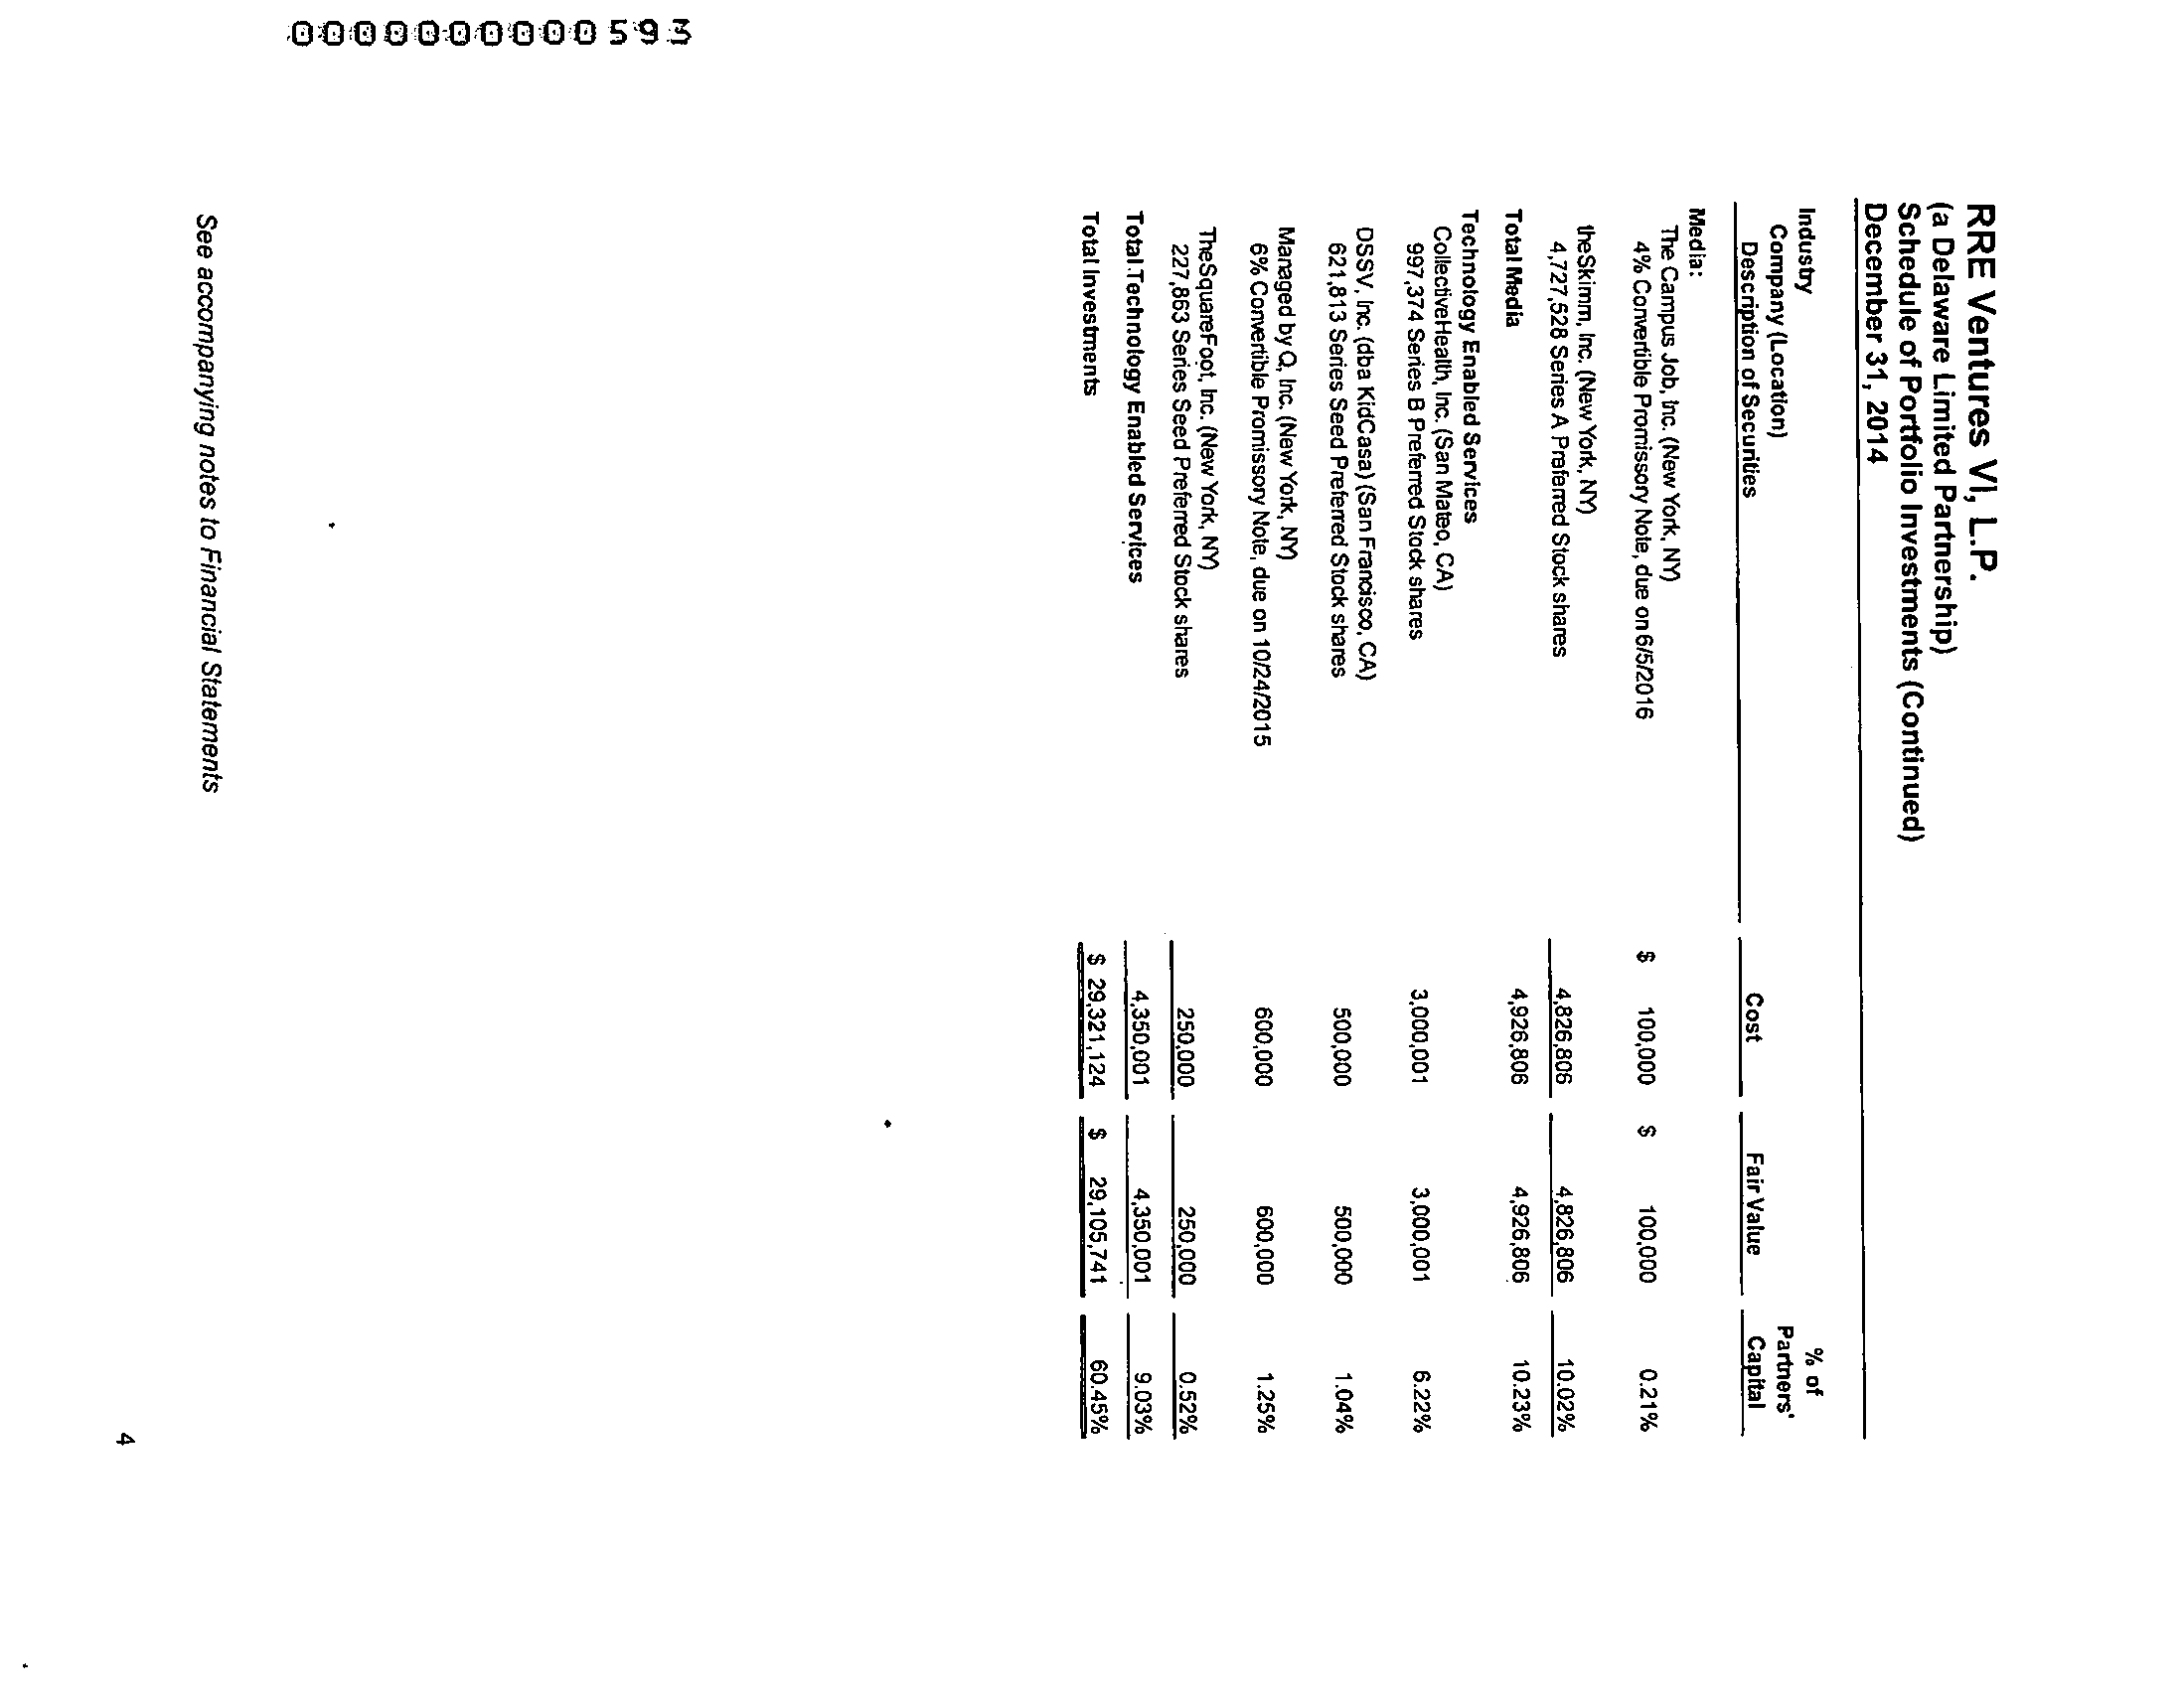 0000000000593
RRE Ventures VI, L.P.
(a Delaware Limited Partnership)
Schedule of Portfolio Investments (Continued)
December 31, 2014
% of
Industry Partners'
Company (Location) Capital
Description of Securities Cost Fair Value
Media:
The Campus Job, Inc. (New York, NY)
4% Convertible Promissory Note, due on 6/5/2016 $ 100,000 $ 100,000 0.21%
theSkimm, Inc. (New York, NY)
4,727,528 Series A Preferred Stock shares 4,826,806 4,826,806 10.02%
Total Media 4,926,806 4,926,806 10.23%
Technology Enabled Services
CollectiveHealth, Inc. (San Mateo, CA)
997,374 Series B Preferred Stock shares 3,000,001 3,000,001 6.22%
DSSV, Inc. (dba KidCasa) (San Francisco, CA)
621,813 Series Seed Preferred Stock shares 500,000 500,000 1.04%
Managed by Q, Inc. (New York, NY)
6% Convertible Promissory Note, due on 10/24/2015 600,000 600,000 1.25%
TheSquareFoot, Inc. (New York, NY)
227,863 Series Seed Preferred Stock shares 250,000 250,000 0.52%
Total Technology Enabled Services 4,350,001 4,350,001 9.03%
Total Investments $ 29,321,124 $ 29,105,741 60.45%
See accompanying notes to Financial Statements
4